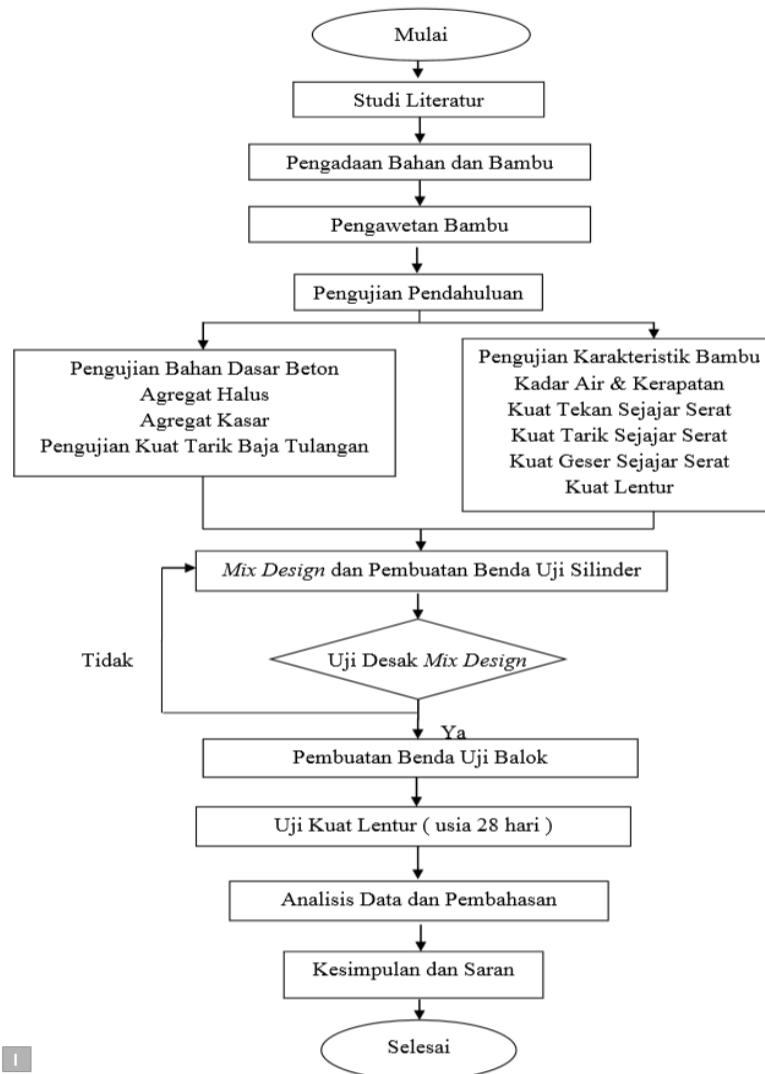 Mulai
Studi Literatur
Pengadaan Bahan dan Bambu
Pengawetan Bambu
Pengujian Pendahuluan
Pengujian Bahan Dasar Beton
Agregat Halus
Agregat Kasar
Pengujian Kuat Tarik Baja Tulangan
Pengujian Karakteristik Bambu
Kadar Air & Kerapatan
Kuat Tekan Sejajar Serat
Kuat Tarik Sejajar Serat
Kuat Geser Sejajar Serat
Kuat Lentur
Mix Design dan Pembuatan Benda Uji Silinder
Tidak
Uji Desak Mix Design
Ya
Pembuatan Benda Uji Balok
Uji Kuat Lentur ( usia 28 hari )
Analisis Data dan Pembahasan
Kesimpulan dan Saran
Selesai